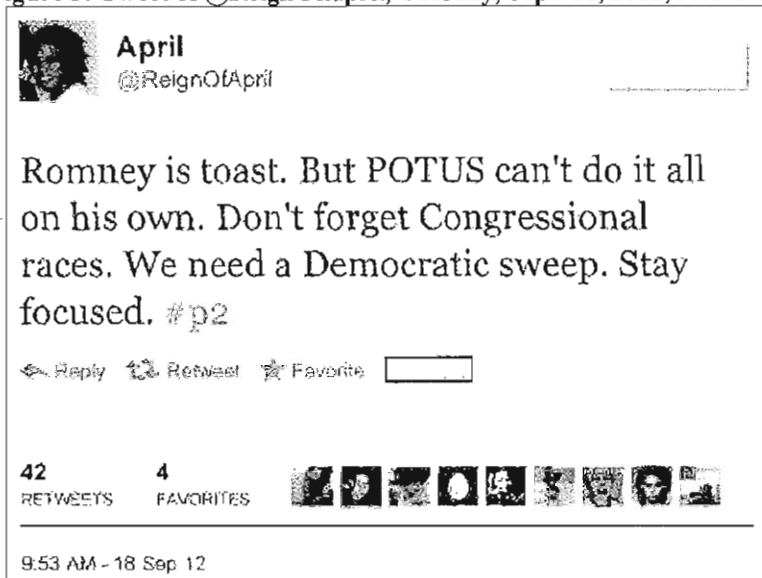 April
@ReignOfApril
Romney is toast. But POTUS can't do it all
on his own. Don't forget Congressional
races. We need a Democratic sweep. Stay
focused. #p2
Reply Retweet Favorite
42 4
RETWEETS FAVORITES
9:53 AM - 18 Sep 12